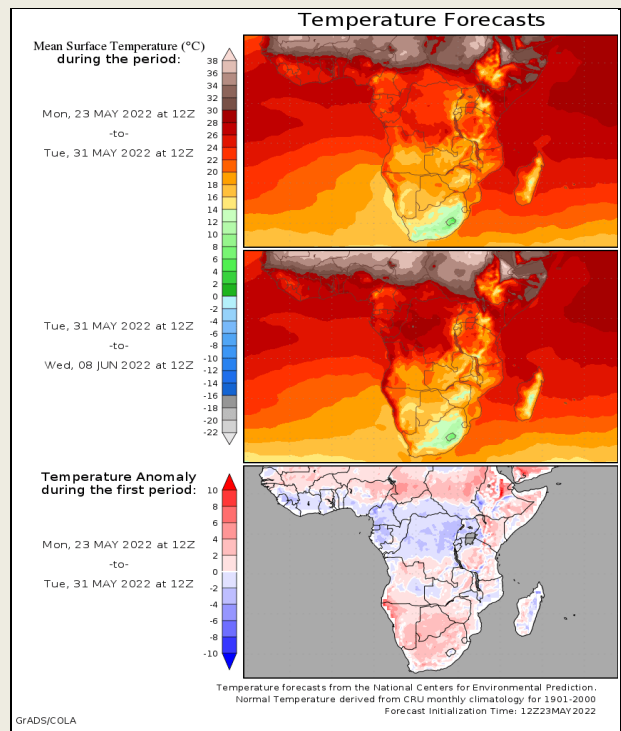 Temperature Forecasts
Mean Surface Temperature (°C)
during the period:
38
36
34
32
30
28
26
24
22
20
18
16
14
12
10
8
6
4
2
0
-2
-4
-6
-8
-10
-12
-14
-16
-18
-20
-22
Mon, 23 MAY 2022 at 12Z
-to-
Tue, 31 MAY 2022 at 12Z
Tue, 31 MAY 2022 at 12Z
-to-
Wed, 08 JUN 2022 at 12Z
Temperature Anomaly
during the first period:
10
8
6
4
2
0
-2
-4
-6
-8
-10
Mon, 23 MAY 2022 at 12Z
-to-
Tue, 31 MAY 2022 at 12Z
Temperature forecasts from the National Centers for Environmental Prediction.
Normal Temperature derived from CRU monthly climatology for 1901-2000
Forecast Initialization Time: 12Z23MAY2022
GrADS/COLA